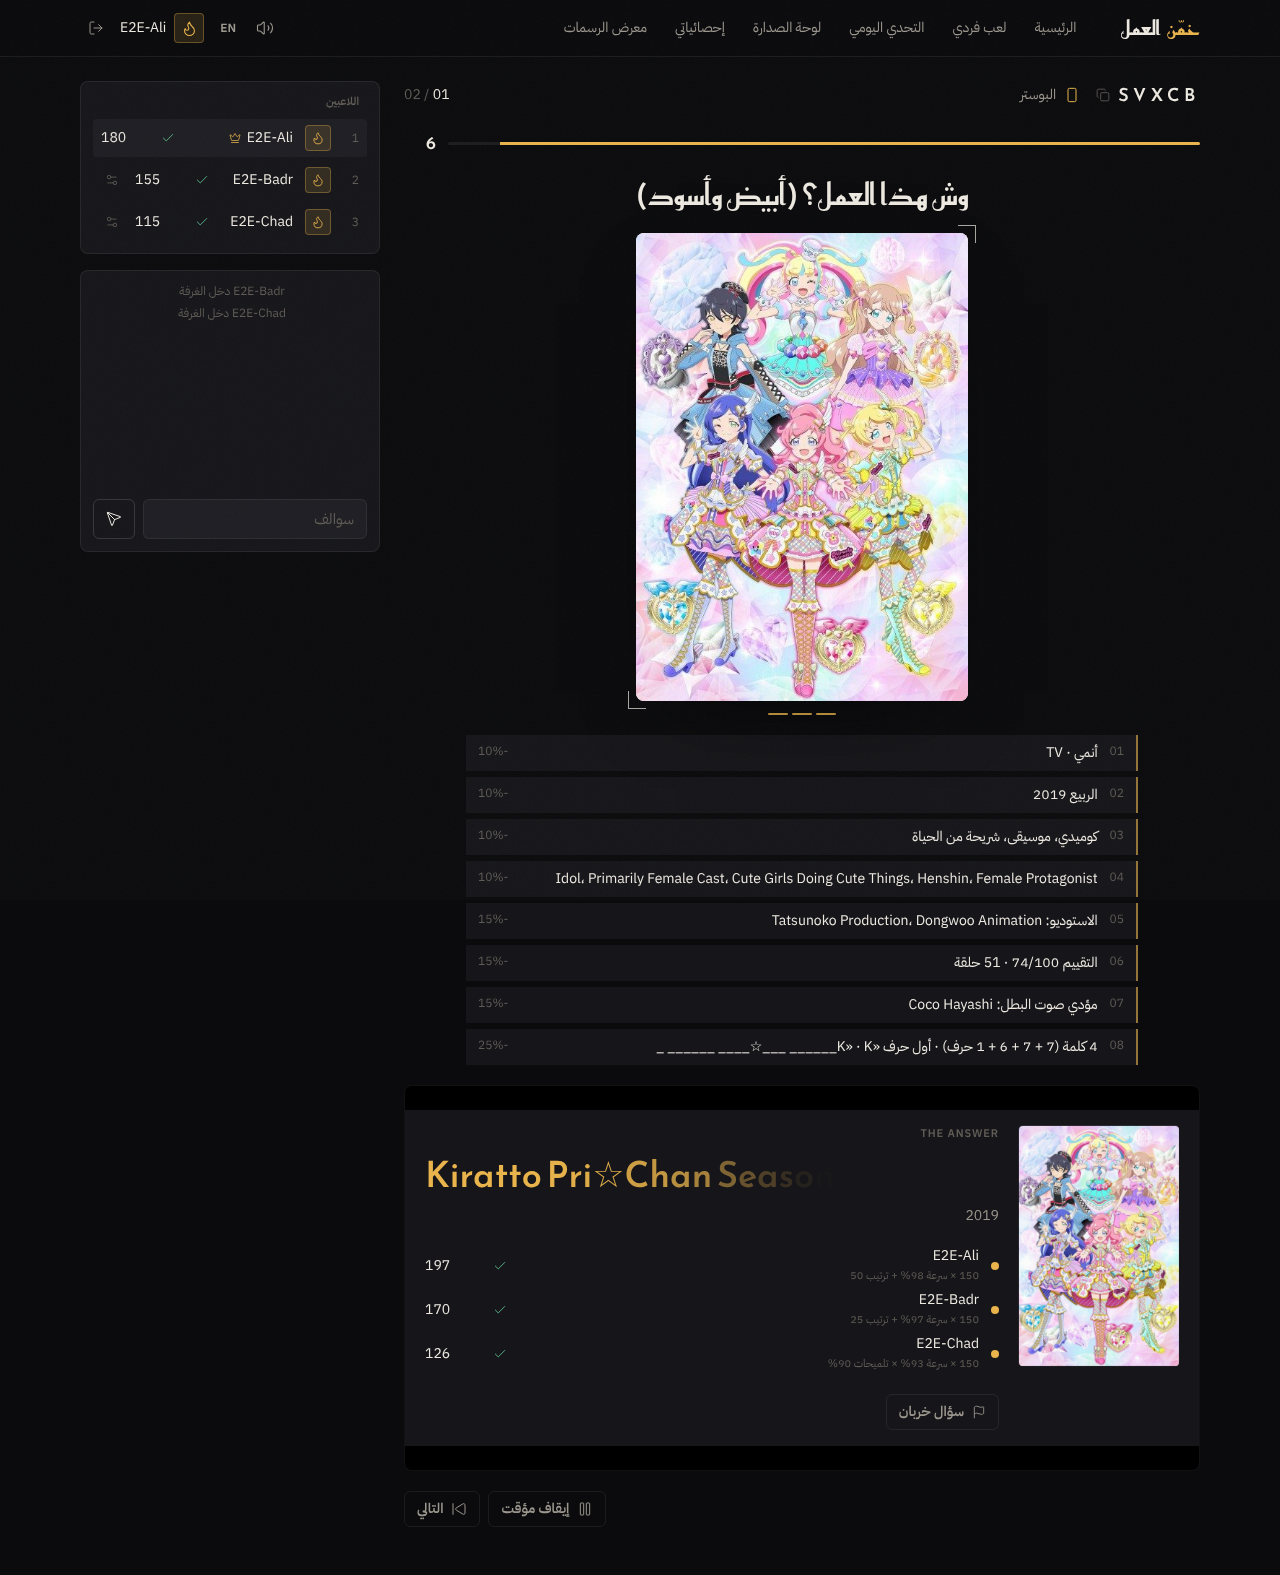 خمّن العمل
الرئيسية
لعب فردي
التحدي اليومي
لوحة الصدارة
إحصائياتي
معرض الرسمات
EN
E2E-Ali
SVXCB
البوستر
01 / 02
6
وش هذا العمل؟ (أبيض وأسود)
01 أنمي · TV -10%
02 الربيع 2019 -10%
03 كوميدي، موسيقى، شريحة من الحياة -10%
04 Idol، Primarily Female Cast، Cute Girls Doing Cute Things، Henshin، Female Protagonist -10%
05 الاستوديو: Tatsunoko Production، Dongwoo Animation -15%
06 التقييم 74/100 · 51 حلقة -15%
07 مؤدي صوت البطل: Coco Hayashi -15%
08 4 كلمة (7 + 7 + 6 + 1 حرف) · أول حرف «K» · K______ ___☆____ ______ _ -25%
THE ANSWER
Kiratto Pri☆Chan Season
2019
E2E-Ali 197
150 × سرعة 98% + ترتيب 50
E2E-Badr 170
150 × سرعة 97% + ترتيب 25
E2E-Chad 126
150 × سرعة 93% × تلميحات 90%
سؤال خربان
إيقاف مؤقت
التالي
اللاعبين
1 E2E-Ali 180
2 E2E-Badr 155
3 E2E-Chad 115
E2E-Badr دخل الغرفة
E2E-Chad دخل الغرفة
سوالف